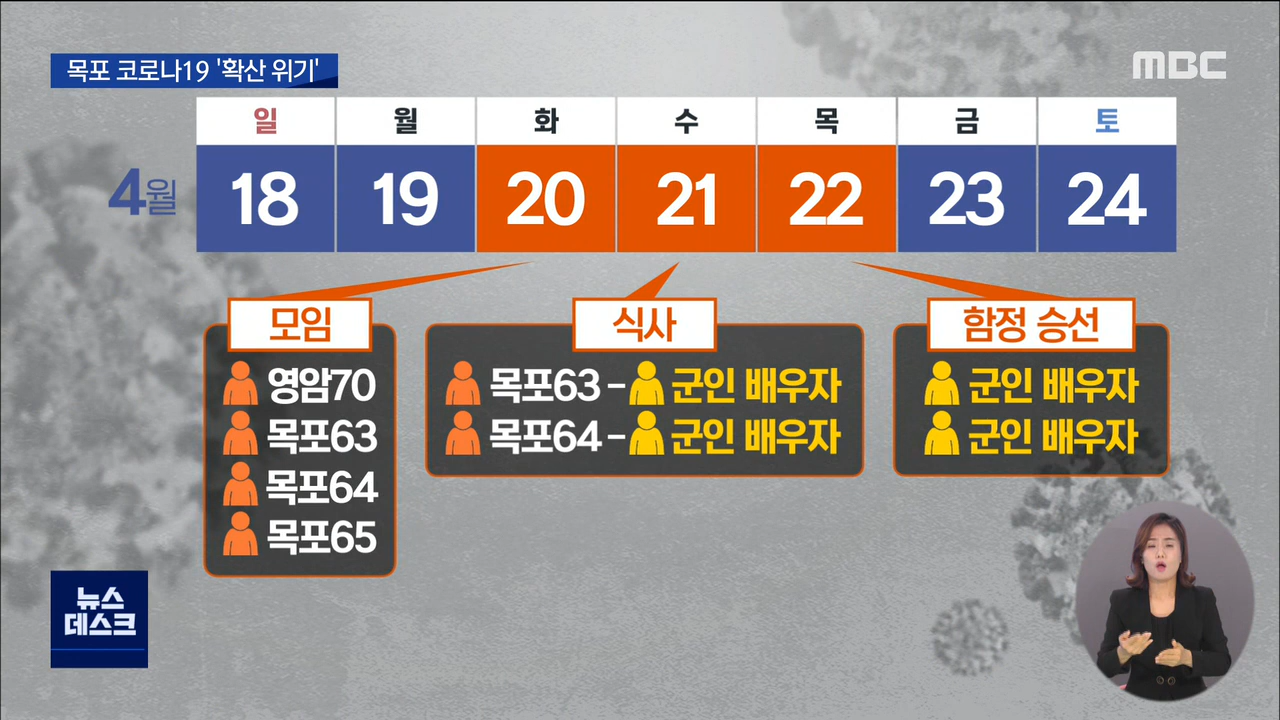 목포 코로나19 '확산 위기'
MBC
일 월 화 수 목 금 토
4월 18 19 20 21 22 23 24
모임
영암70
목포63
목포64
목포65
식사
목포63 - 군인 배우자
목포64 - 군인 배우자
함정 승선
군인 배우자
군인 배우자
뉴스
데스크